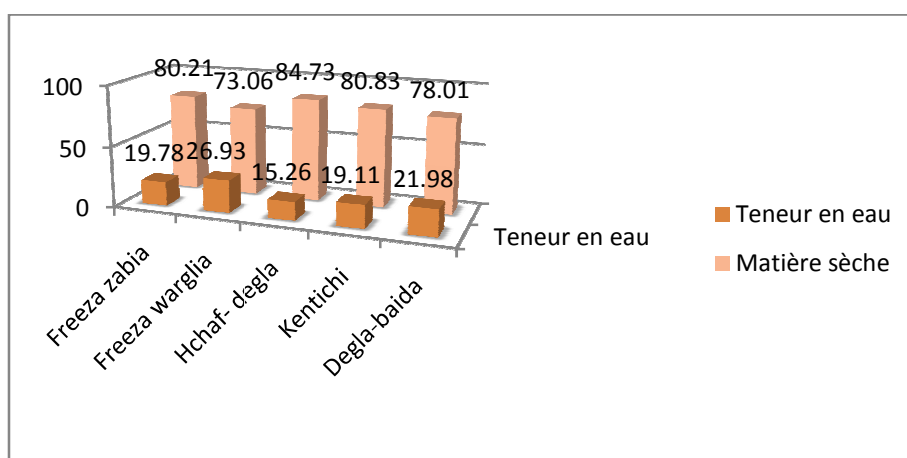 80.21 73.06 84.73 80.83 78.01
100
50
0
19.78 26.93 15.26 19.11 21.98
Freeza zabia
Freeza warglia
Hchaf- degla
Kentichi
Degla-baida
Teneur en eau
Teneur en eau
Matière sèche